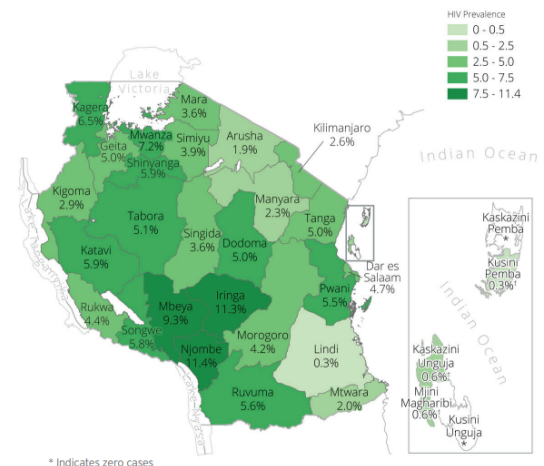 HIV Prevalence
0 - 0.5
0.5 - 2.5
2.5 - 5.0
5.0 - 7.5
7.5 - 11.4
Lake
Victoria
Kagera
6.5%
Mara
3.6%
Mwanza
7.2%
Simiyu
3.9%
Arusha
1.9%
Kilimanjaro
2.6%
Geita
5.0%
Shinyanga
5.9%
Indian Ocean
Kigoma
2.9%
Tabora
5.1%
Manyara
2.3%
Tanga
5.0%
Singida
3.6%
Dodoma
5.0%
Katavi
5.9%
Dar es
Salaam
4.7%
Pwani
5.5%
Rukwa
4.4%
Mbeya
9.3%
Iringa
11.3%
Songwe
5.8%
Njombe
11.4%
Morogoro
4.2%
Lindi
0.3%
Ruvuma
5.6%
Mtwara
2.0%
Kaskazini
Pemba
*
Kusini
Pemba
0.3%†
Indian Ocean
Kaskazini
Unguja
0.6%†
Mjini
Magharibi
0.6%†
Kusini
Unguja
*
* Indicates zero cases